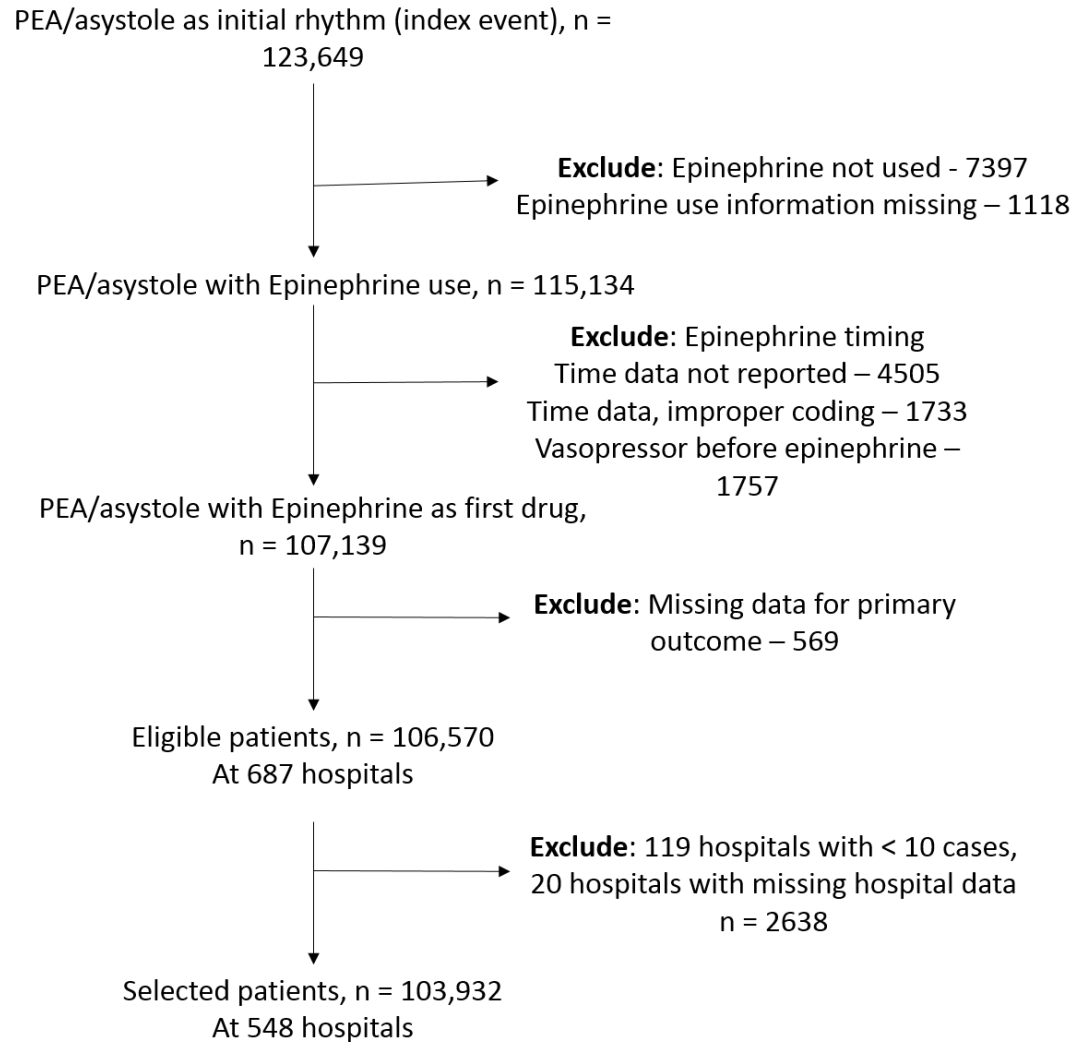 PEA/asystole as initial rhythm (index event), n =
123,649
Exclude: Epinephrine not used - 7397
Epinephrine use information missing – 1118
PEA/asystole with Epinephrine use, n = 115,134
Exclude: Epinephrine timing
Time data not reported – 4505
Time data, improper coding – 1733
Vasopressor before epinephrine –
1757
PEA/asystole with Epinephrine as first drug,
n = 107,139
Exclude: Missing data for primary
outcome – 569
Eligible patients, n = 106,570
At 687 hospitals
Exclude: 119 hospitals with < 10 cases,
20 hospitals with missing hospital data
n = 2638
Selected patients, n = 103,932
At 548 hospitals